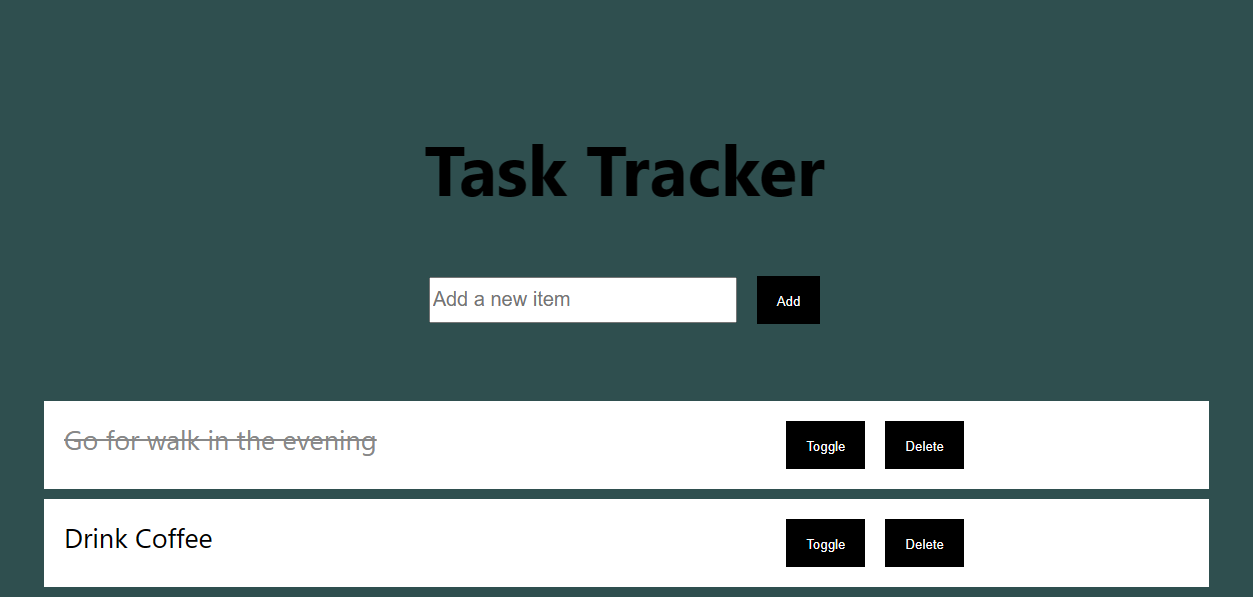 Task Tracker
Add a new item
Add
Go for walk in the evening
Toggle
Delete
Drink Coffee
Toggle
Delete